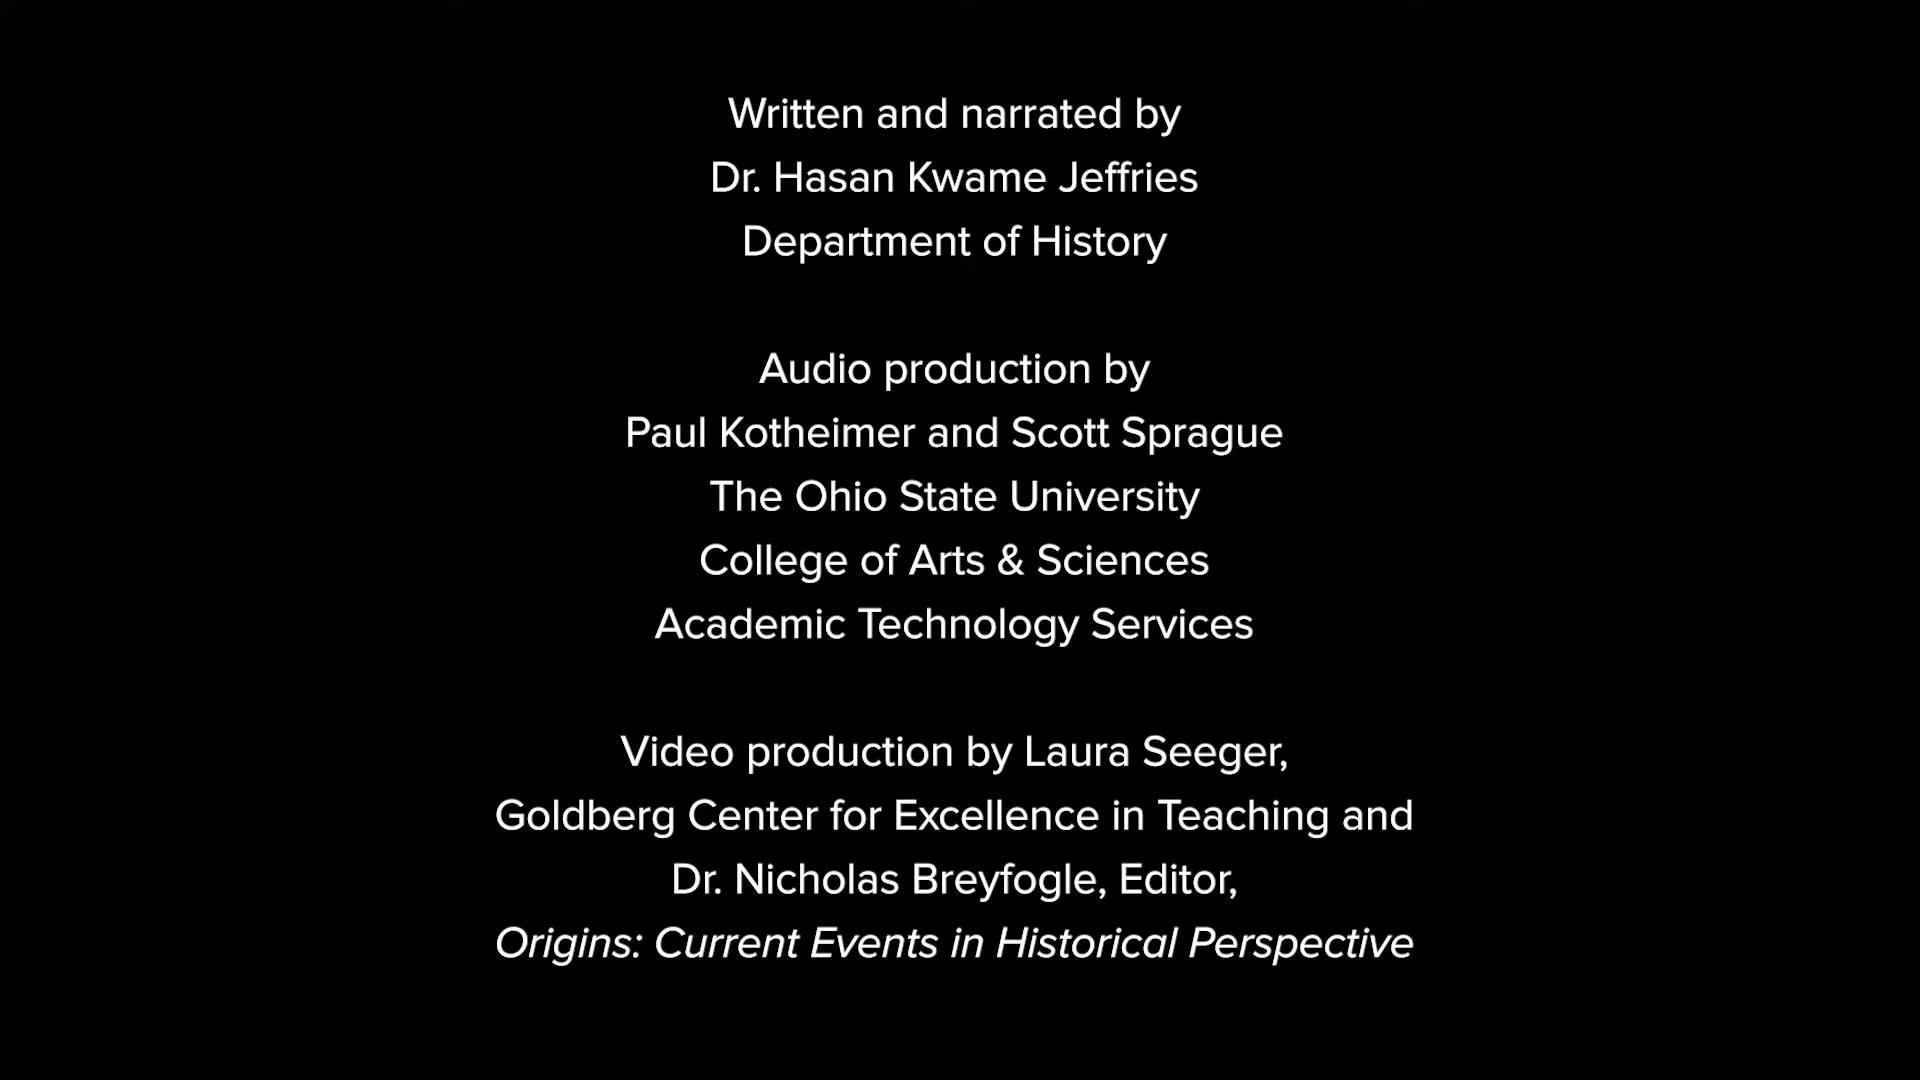 Written and narrated by
Dr. Hasan Kwame Jeffries
Department of History
Audio production by
Paul Kotheimer and Scott Sprague
The Ohio State University
College of Arts & Sciences
Academic Technology Services
Video production by Laura Seeger,
Goldberg Center for Excellence in Teaching and
Dr. Nicholas Breyfogle, Editor,
Origins: Current Events in Historical Perspective